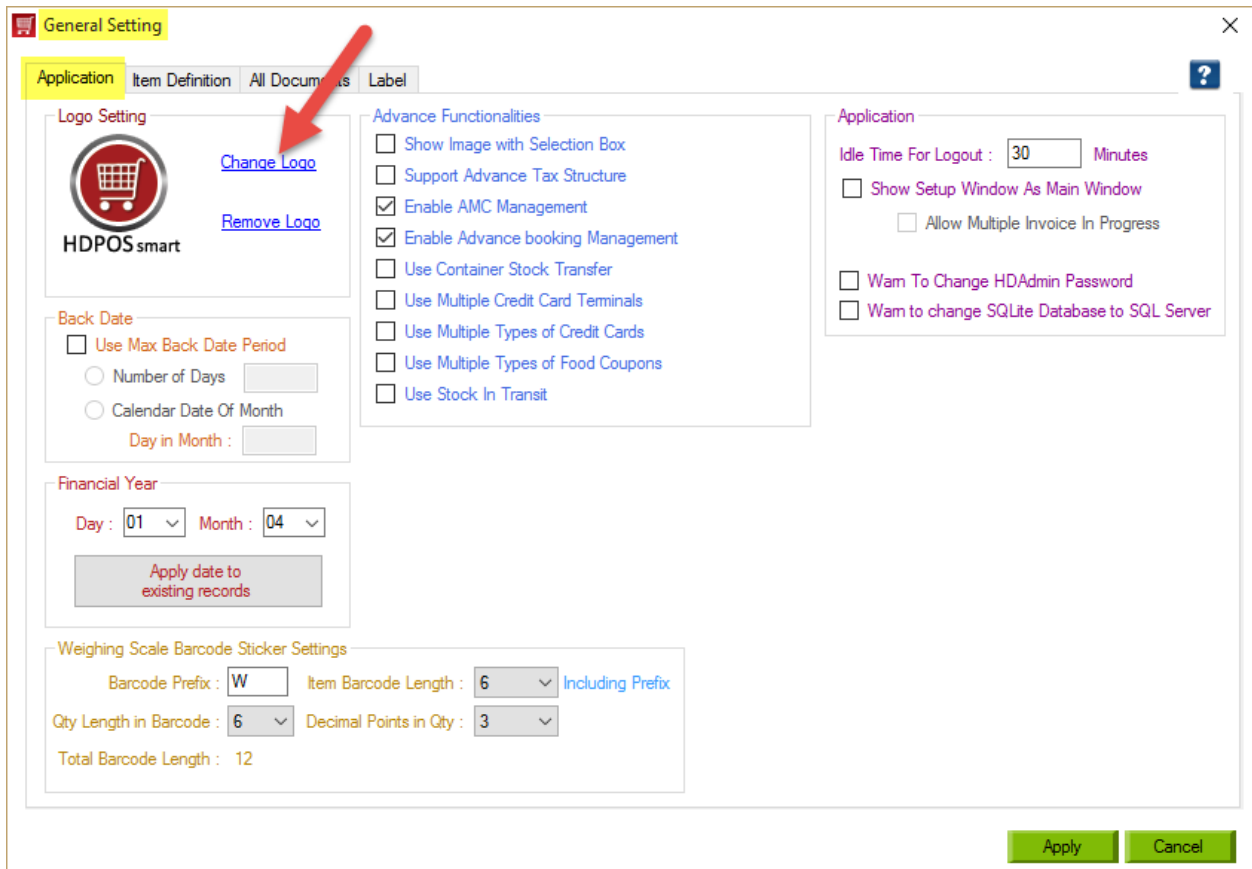 General Setting
Application Item Definition All Documents Label
?
Logo Setting
Change Logo
Remove Logo
HDPOS smart
Back Date
Use Max Back Date Period
Number of Days
Calendar Date Of Month
Day in Month :
Financial Year
Day : 01 Month : 04
Apply date to
existing records
Advance Functionalities
Show Image with Selection Box
Support Advance Tax Structure
Enable AMC Management
Enable Advance booking Management
Use Container Stock Transfer
Use Multiple Credit Card Terminals
Use Multiple Types of Credit Cards
Use Multiple Types of Food Coupons
Use Stock In Transit
Application
Idle Time For Logout : 30 Minutes
Show Setup Window As Main Window
Allow Multiple Invoice In Progress
Warn To Change HDAdmin Password
Warn to change SQLite Database to SQL Server
Weighing Scale Barcode Sticker Settings
Barcode Prefix : W Item Barcode Length : 6 Including Prefix
Qty Length in Barcode : 6 Decimal Points in Qty : 3
Total Barcode Length : 12
Apply Cancel